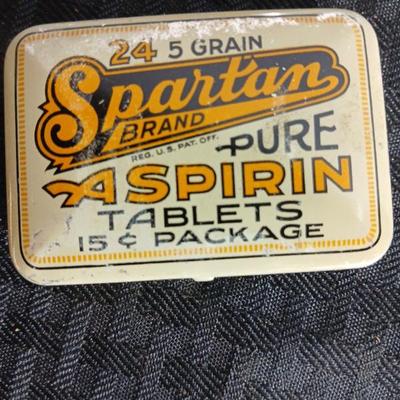 24 5 GRAIN
Spartan
BRAND
REG. U.S. PAT. OFF.
PURE
ASPIRIN
TABLETS
15¢ PACKAGE